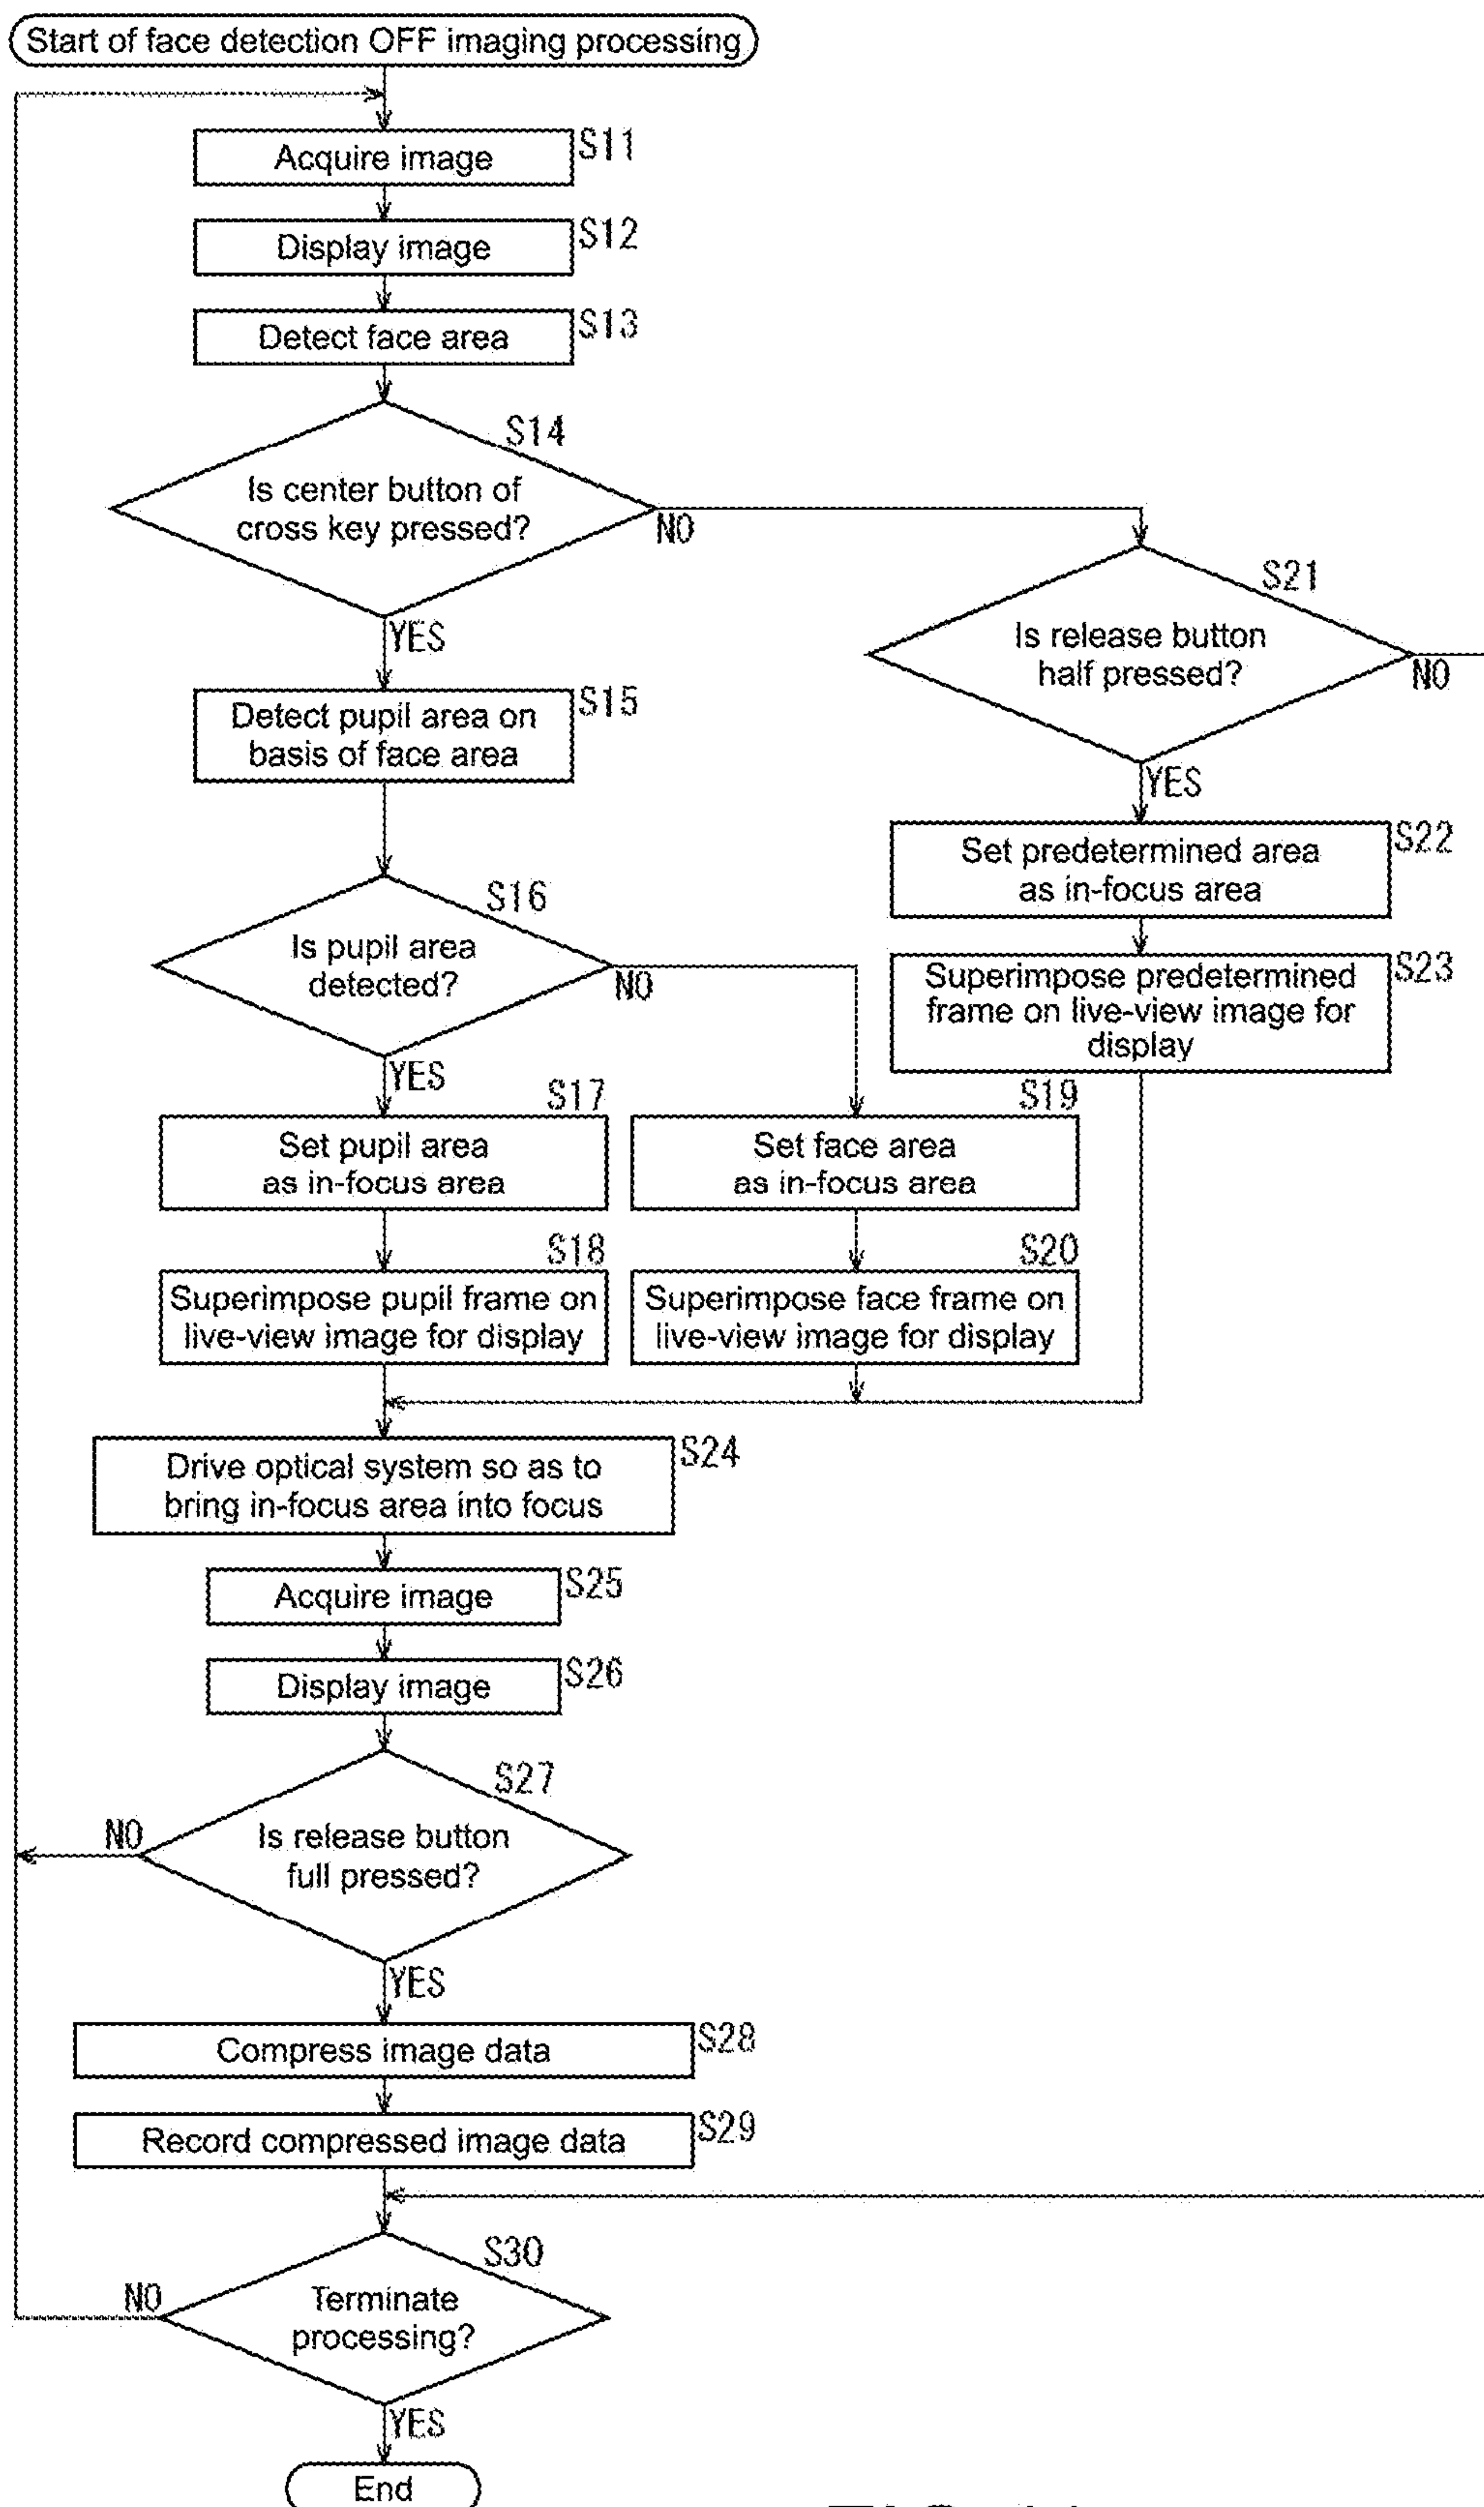 Start of face detection OFF imaging processing
Acquire image
S11
Display image
S12
Detect face area
S13
S14
Is center button of
cross key pressed?
NO
YES
S21
Is release button
half pressed?
NO
YES
Detect pupil area on
basis of face area
S15
Set predetermined area
as in-focus area
S22
S16
Is pupil area
detected?
NO
YES
Superimpose predetermined
frame on live-view image for
display
S23
S17
Set pupil area
as in-focus area
S19
Set face area
as in-focus area
S18
Superimpose pupil frame on
live-view image for display
S20
Superimpose face frame on
live-view image for display
Drive optical system so as to
bring in-focus area into focus
S24
Acquire image
S25
Display image
S26
S27
Is release button
full pressed?
NO
YES
Compress image data
S28
Record compressed image data
S29
S30
Terminate
processing?
NO
YES
End